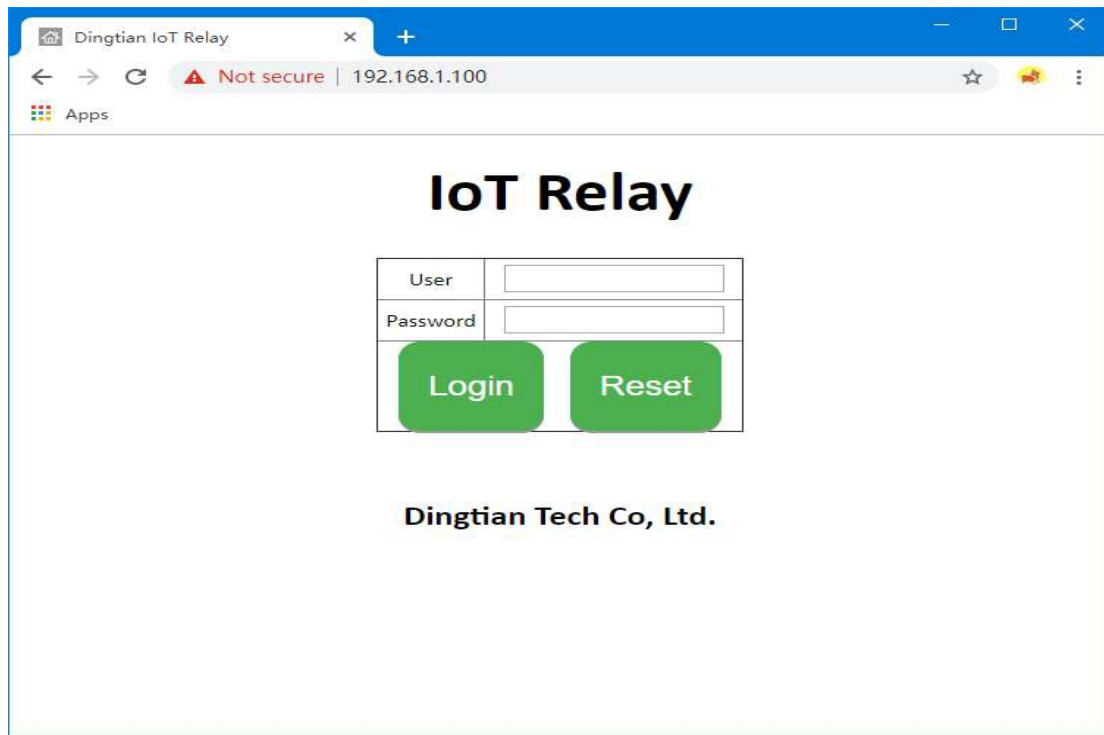 Dingtian IoT Relay
Not secure | 192.168.1.100
Apps
IoT Relay
User
Password
Login Reset
Dingtian Tech Co, Ltd.